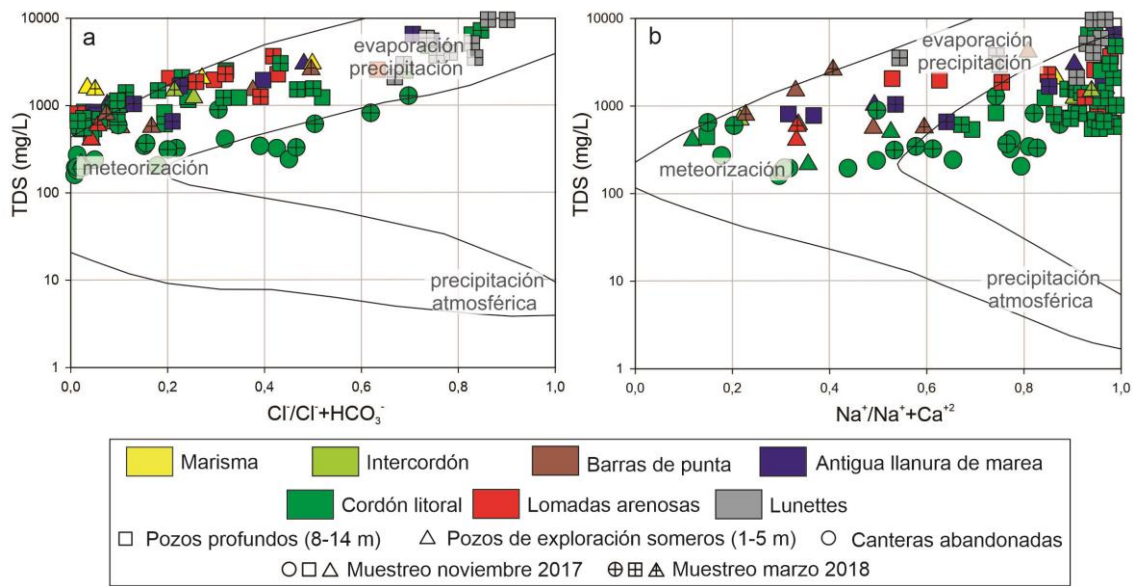 a
evaporación
precipitación
meteorización
precipitación
atmosférica
TDS (mg/L)
10000
1000
100
10
1
0,0
0,2
0,4
0,6
0,8
1,0
Cl⁻/Cl⁻+HCO₃⁻
b
evaporación
precipitación
meteorización
precipitación
atmosférica
TDS (mg/L)
10000
1000
100
10
1
0,0
0,2
0,4
0,6
0,8
1,0
Na⁺/Na⁺+Ca⁺²
Marisma
Intercordón
Barras de punta
Antigua llanura de marea
Cordón litoral
Lomadas arenosas
Lunettes
Pozos profundos (8-14 m)
Pozos de exploración someros (1-5 m)
Canteras abandonadas
Muestreo noviembre 2017
Muestreo marzo 2018